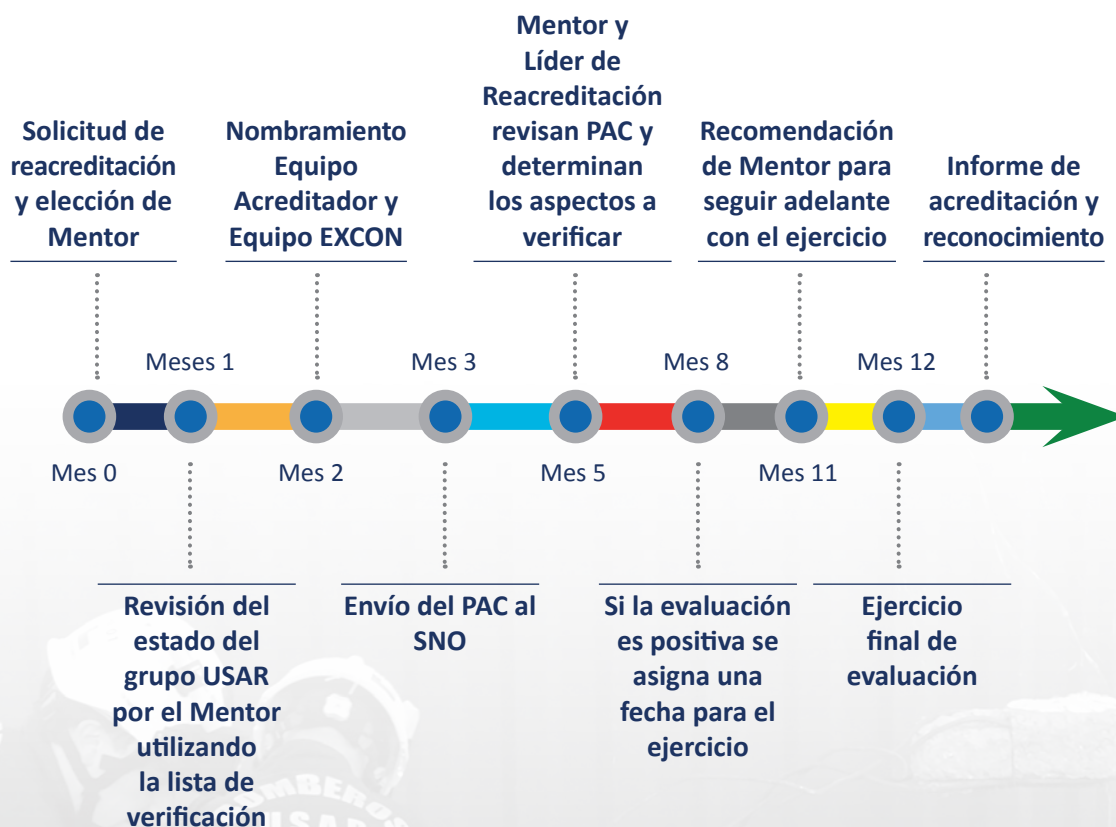 Solicitud de
reacreditación
y elección de
Mentor
Nombramiento
Equipo
Acreditador y
Equipo EXCON
Mentor y
Líder de
Reacreditación
revisan PAC y
determinan
los aspectos a
verificar
Recomendación
de Mentor para
seguir adelante
con el ejercicio
Informe de
acreditación y
reconocimiento
Meses 1
Mes 3
Mes 8
Mes 12
Mes 0
Mes 2
Mes 5
Mes 11
Revisión del
estado del
grupo USAR
por el Mentor
utilizando
la lista de
verificación
Envío del PAC al
SNO
Si la evaluación
es positiva se
asigna una
fecha para el
ejercicio
Ejercicio
final de
evaluación